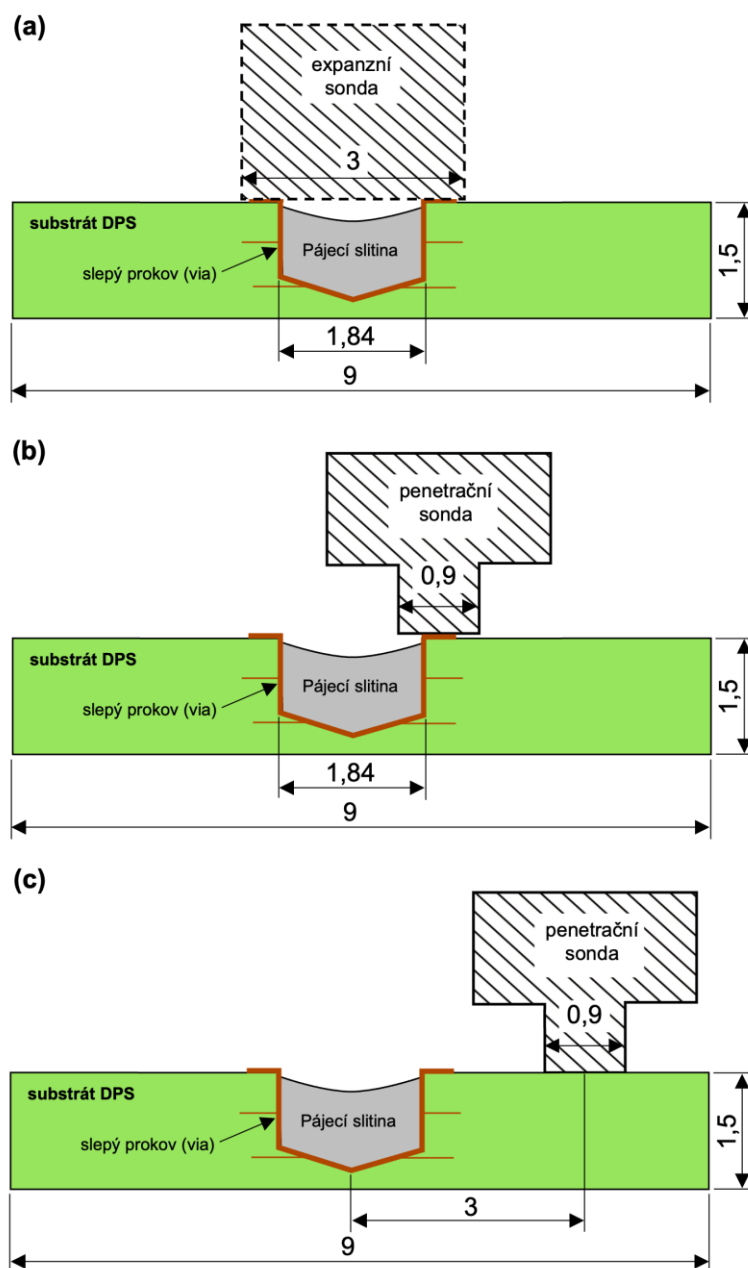 (a)
expanzní
sonda
3
substrát DPS
Pájecí slitina
slepý prokov (via)
1,5
1,84
9
(b)
penetrační
sonda
0,9
substrát DPS
Pájecí slitina
slepý prokov (via)
1,5
1,84
9
(c)
penetrační
sonda
0,9
substrát DPS
Pájecí slitina
slepý prokov (via)
1,5
3
9